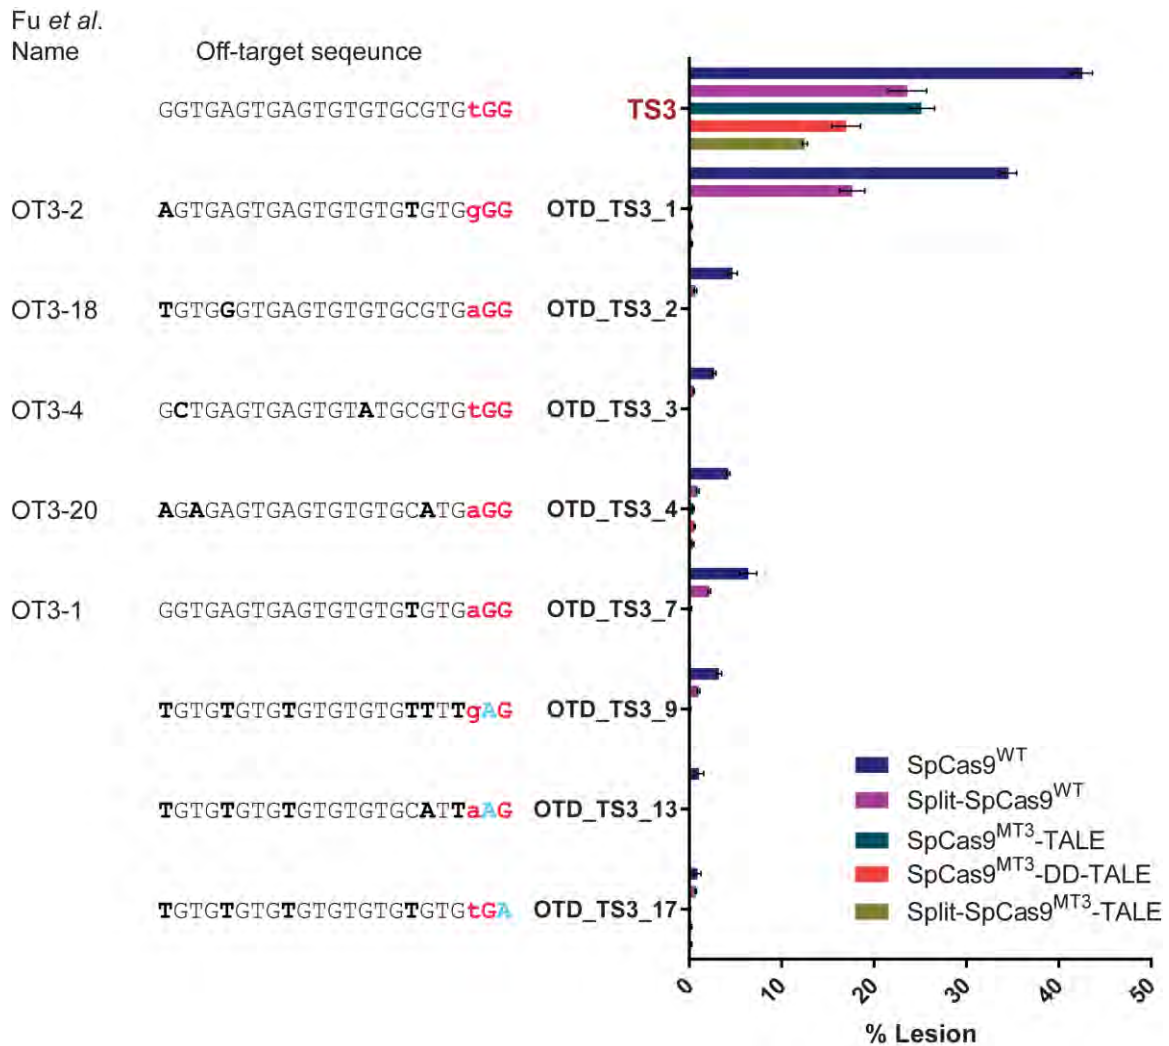 Fu et al.
Name Off-target seqeunce
GGTGAGTGAGTGTGTGCGTGtGG TS3
OT3-2 AGTGAGTGAGTGTGTGTGTGgGG OTD_TS3_1
OT3-18 TGTGGGTGAGTGTGTGCGTGaGG OTD_TS3_2
OT3-4 GCTGAGTGAGTGTATGCGTGtGG OTD_TS3_3
OT3-20 AGAGAGTGAGTGTGTGCATGaGG OTD_TS3_4
OT3-1 GGTGAGTGAGTGTGTGTGTGaGG OTD_TS3_7
TGTGTGTGTGTGTGTGTTTTgAG OTD_TS3_9
TGTGTGTGTGTGTGTGCATTaAG OTD_TS3_13
TGTGTGTGTGTGTGTGTGTGtGA OTD_TS3_17
SpCas9WT
Split-SpCas9WT
SpCas9MT3-TALE
SpCas9MT3-DD-TALE
Split-SpCas9MT3-TALE
0 10 20 30 40 50
% Lesion